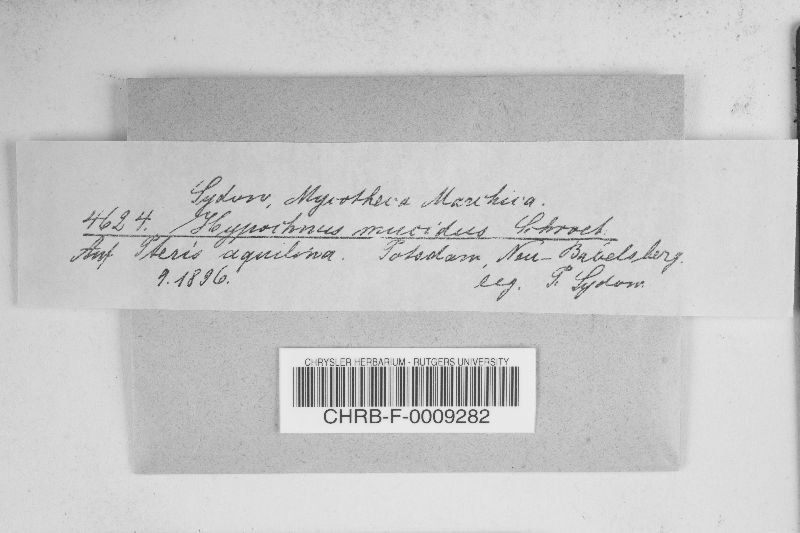 Sydow, Mycotheca Marchica.
4624. Hypochnus mucidus Schroet.
Auf Pteris aquilina. Potsdam, Neu-Babelsberg.
9.1896. leg. P. Sydow.
CHRYSLER HERBARIUM - RUTGERS UNIVERSITY
CHRB-F-0009282